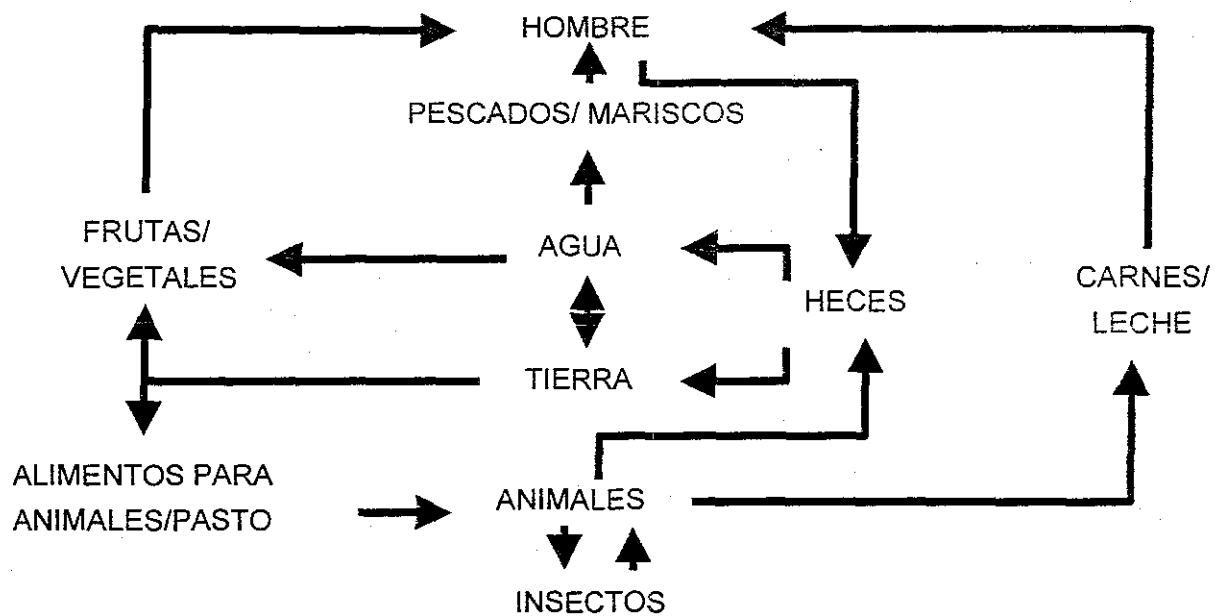 HOMBRE
PESCADOS/ MARISCOS
FRUTAS/
VEGETALES
AGUA
HECES
CARNES/
LECHE
TIERRA
ALIMENTOS PARA
ANIMALES/PASTO
ANIMALES
INSECTOS